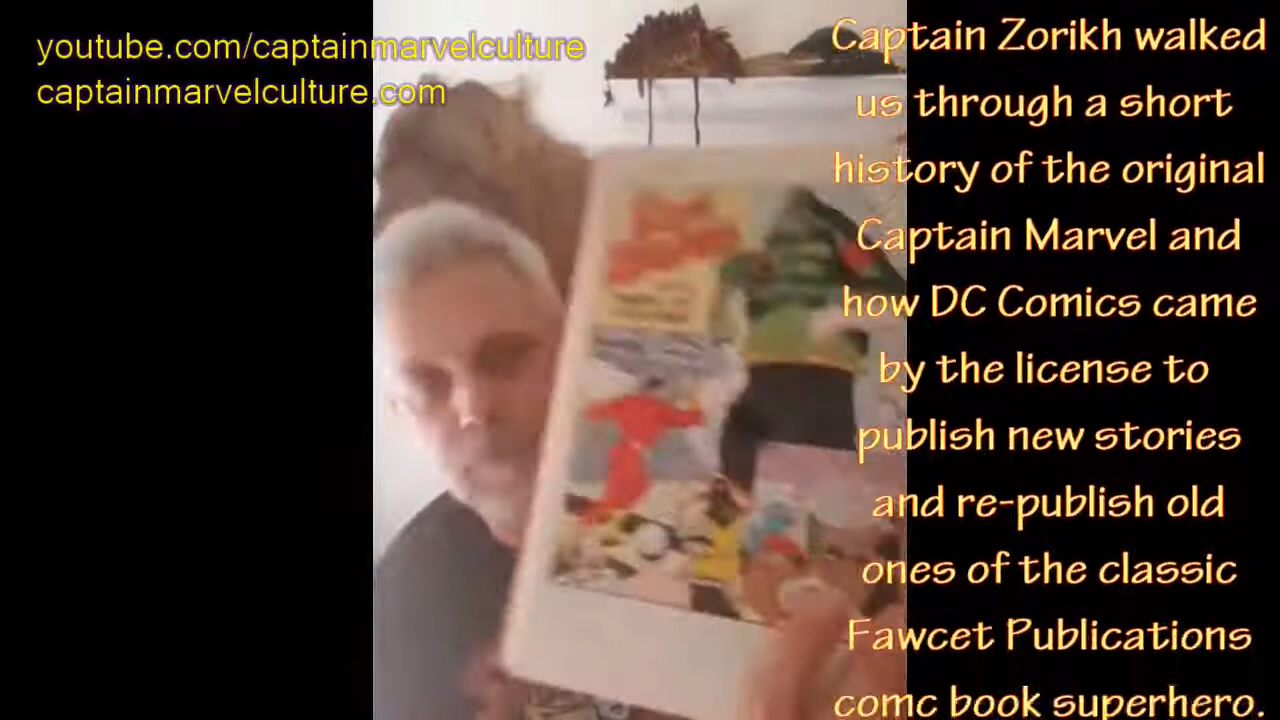 youtube.com/captainmarvelculture
captainmarvelculture.com
Captain Zorikh walked
us through a short
history of the original
Captain Marvel and
how DC Comics came
by the license to
publish new stories
and re-publish old
ones of the classic
Fawcet Publications
comc book superhero.